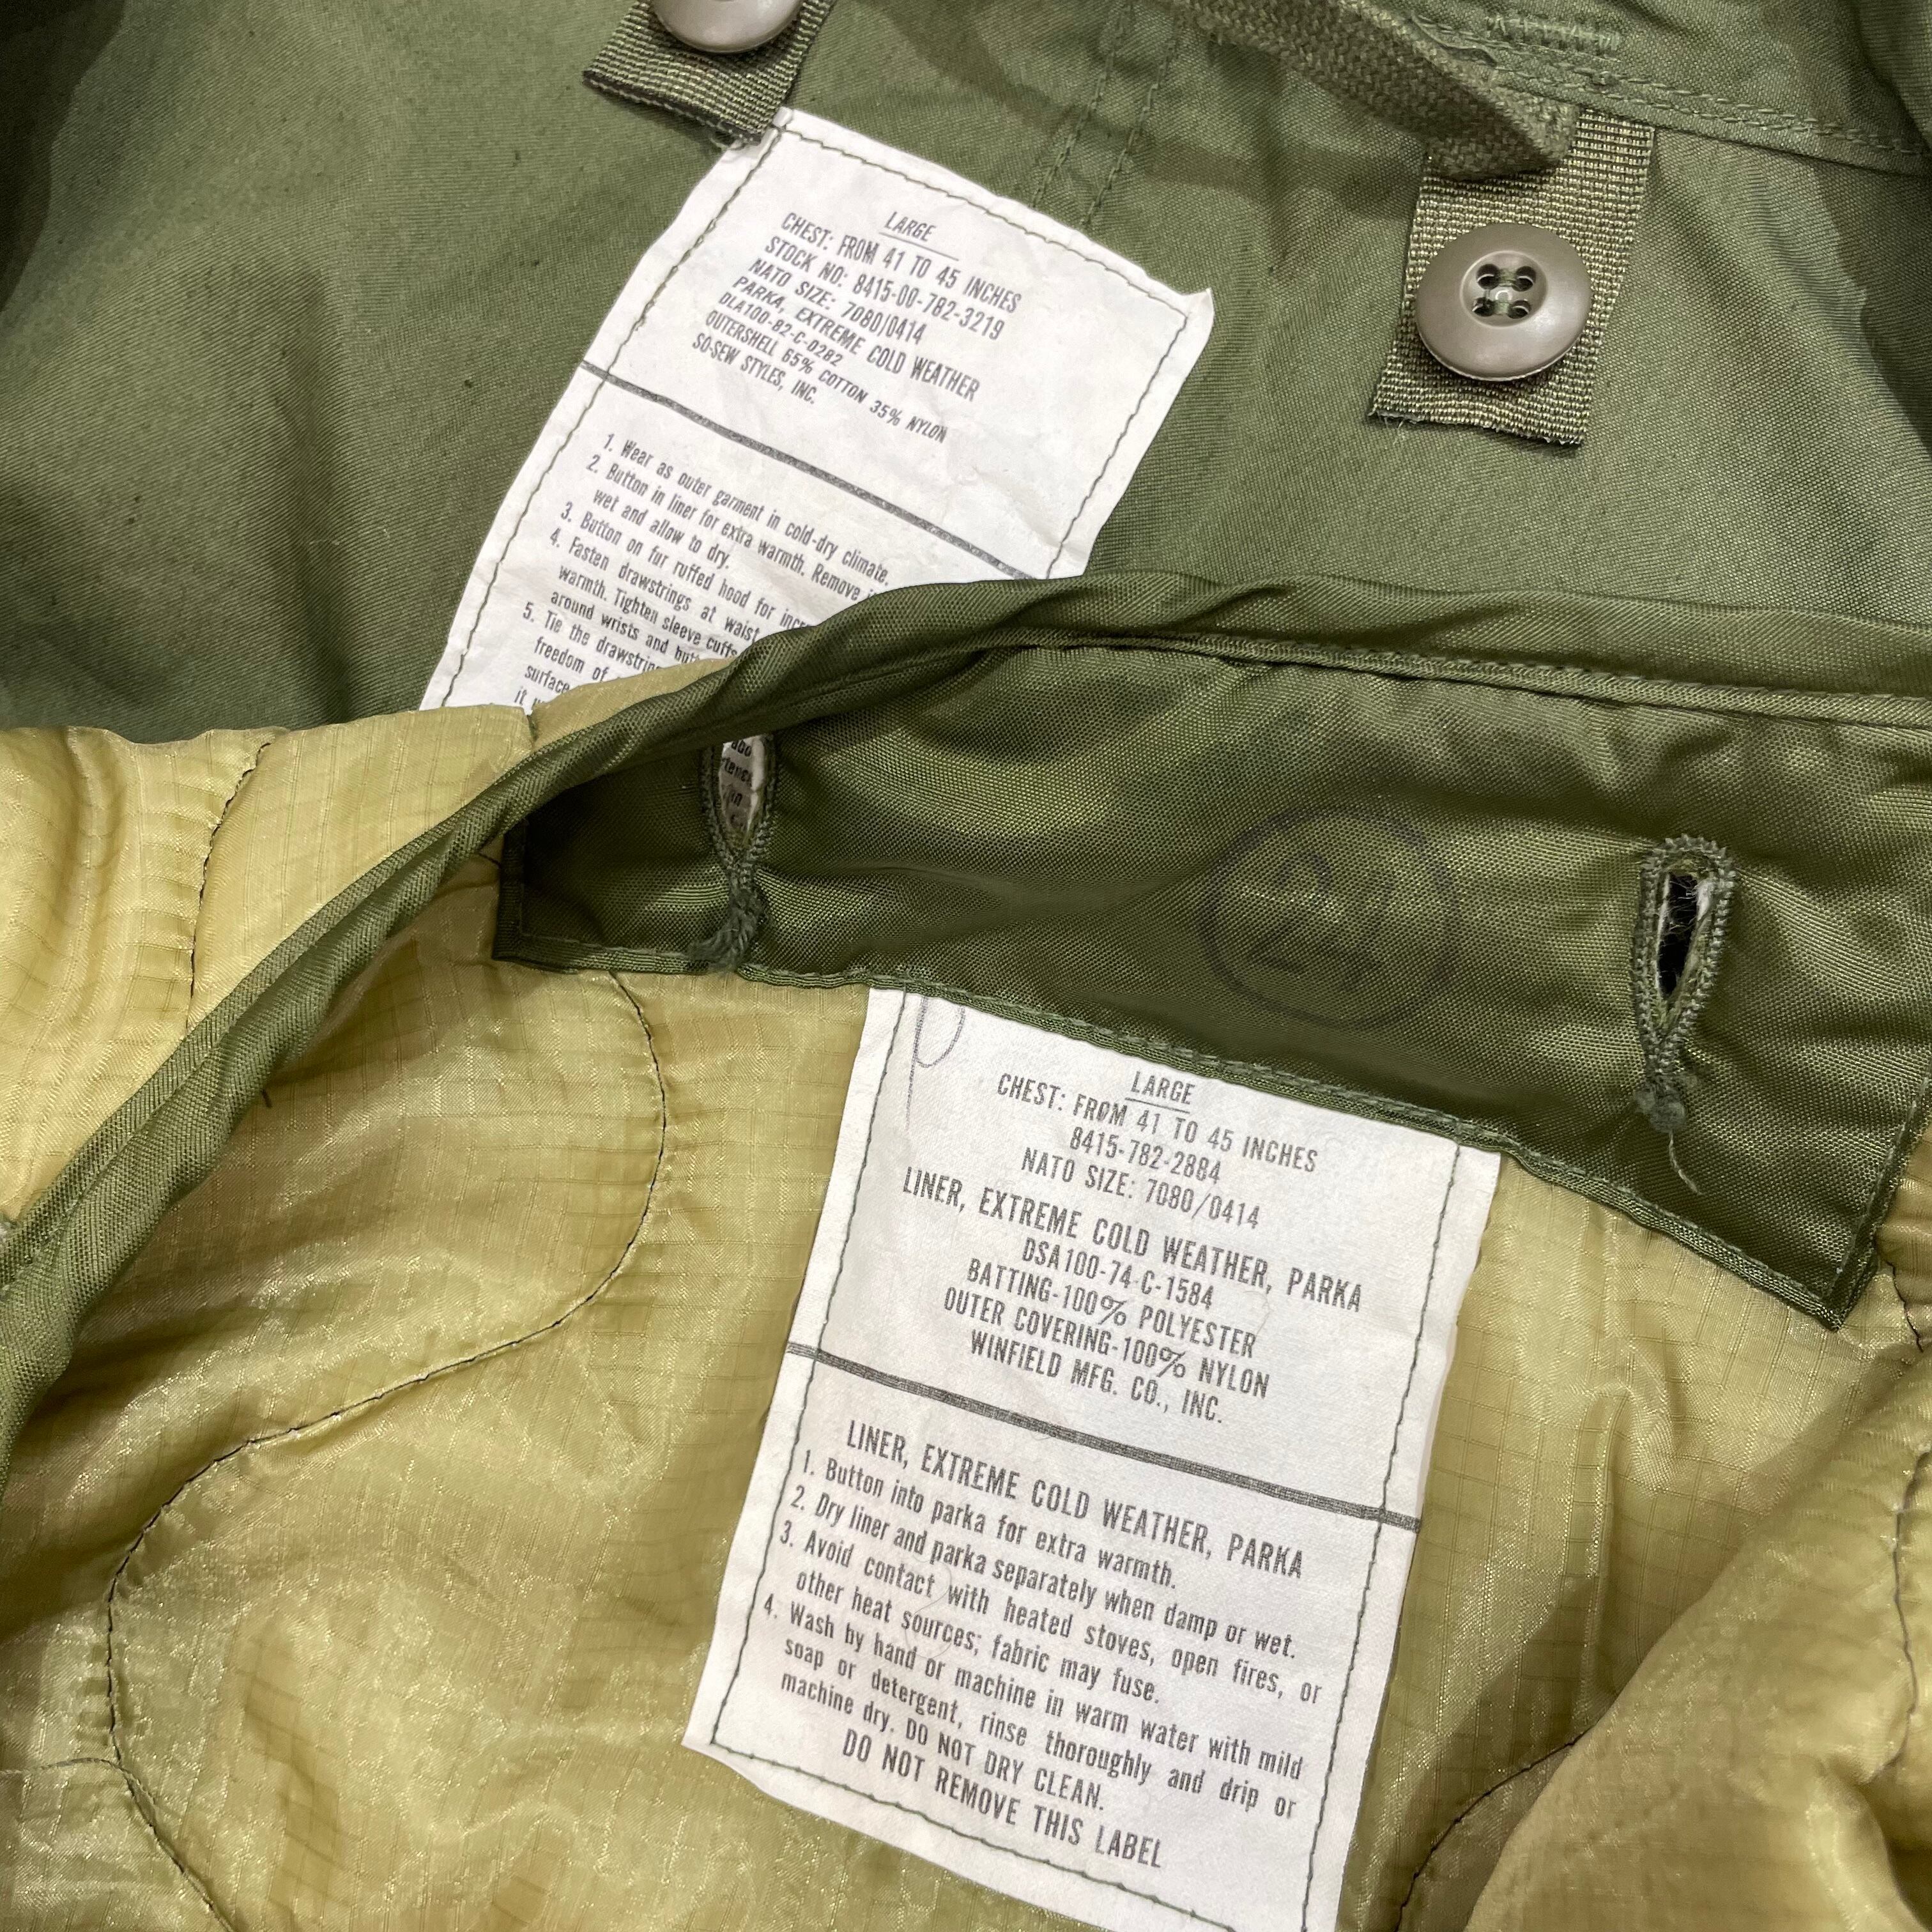 LARGE
CHEST: FROM 41 TO 45 INCHES
STOCK NO: 8415-00-782-3219
NATO SIZE: 7080/0414
PARKA, EXTREME COLD WEATHER
DLA100-82-C-0282
OUTERSHELL 65% COTTON 35% NYLON
SO-SEW STYLES, INC.
1. Wear as outer garment in cold-dry climate.
2. Button in liner for extra warmth. Remove
wet and allow to dry.
3. Button on fur ruffed hood for
4. Fasten drawstrings at waist
warmth. Tighten sleeve cuffs
around wrists and
5. Tie the
freedom of
surface
it
LARGE
CHEST: FROM 41 TO 45 INCHES
8415-782-2884
NATO SIZE: 7080/0414
LINER, EXTREME COLD WEATHER, PARKA
DSA100-74-C-1584
BATTING-100% POLYESTER
OUTER COVERING-100% NYLON
WINFIELD MFG. CO., INC.
LINER, EXTREME COLD WEATHER, PARKA
1. Button into parka for extra warmth.
2. Dry liner and parka separately when damp or wet.
3. Avoid contact with heated stoves, open fires, or
other heat sources; fabric may fuse.
4. Wash by hand or machine in warm water with mild
soap or detergent, rinse thoroughly and drip or
machine dry. DO NOT DRY CLEAN.
DO NOT REMOVE THIS LABEL